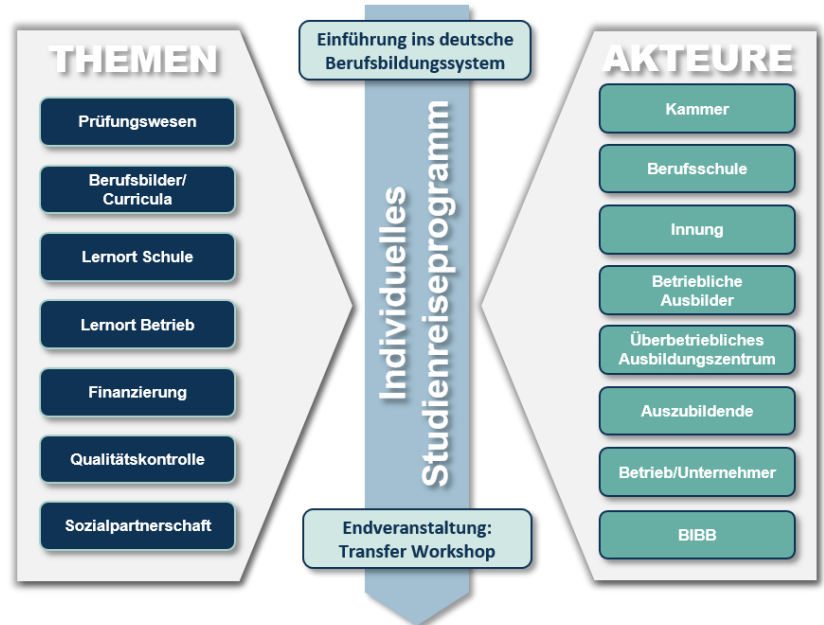 THEMEN
Prüfungswesen
Berufsbilder/
Curricula
Lernort Schule
Lernort Betrieb
Finanzierung
Qualitätskontrolle
Sozialpartnerschaft
Einführung ins deutsche
Berufsbildungssystem
Individuelles
Studienreiseprogramm
Endveranstaltung:
Transfer Workshop
AKTEURE
Kammer
Berufsschule
Innung
Betriebliche
Ausbilder
Überbetriebliches
Ausbildungszentrum
Auszubildende
Betrieb/Unternehmer
BIBB